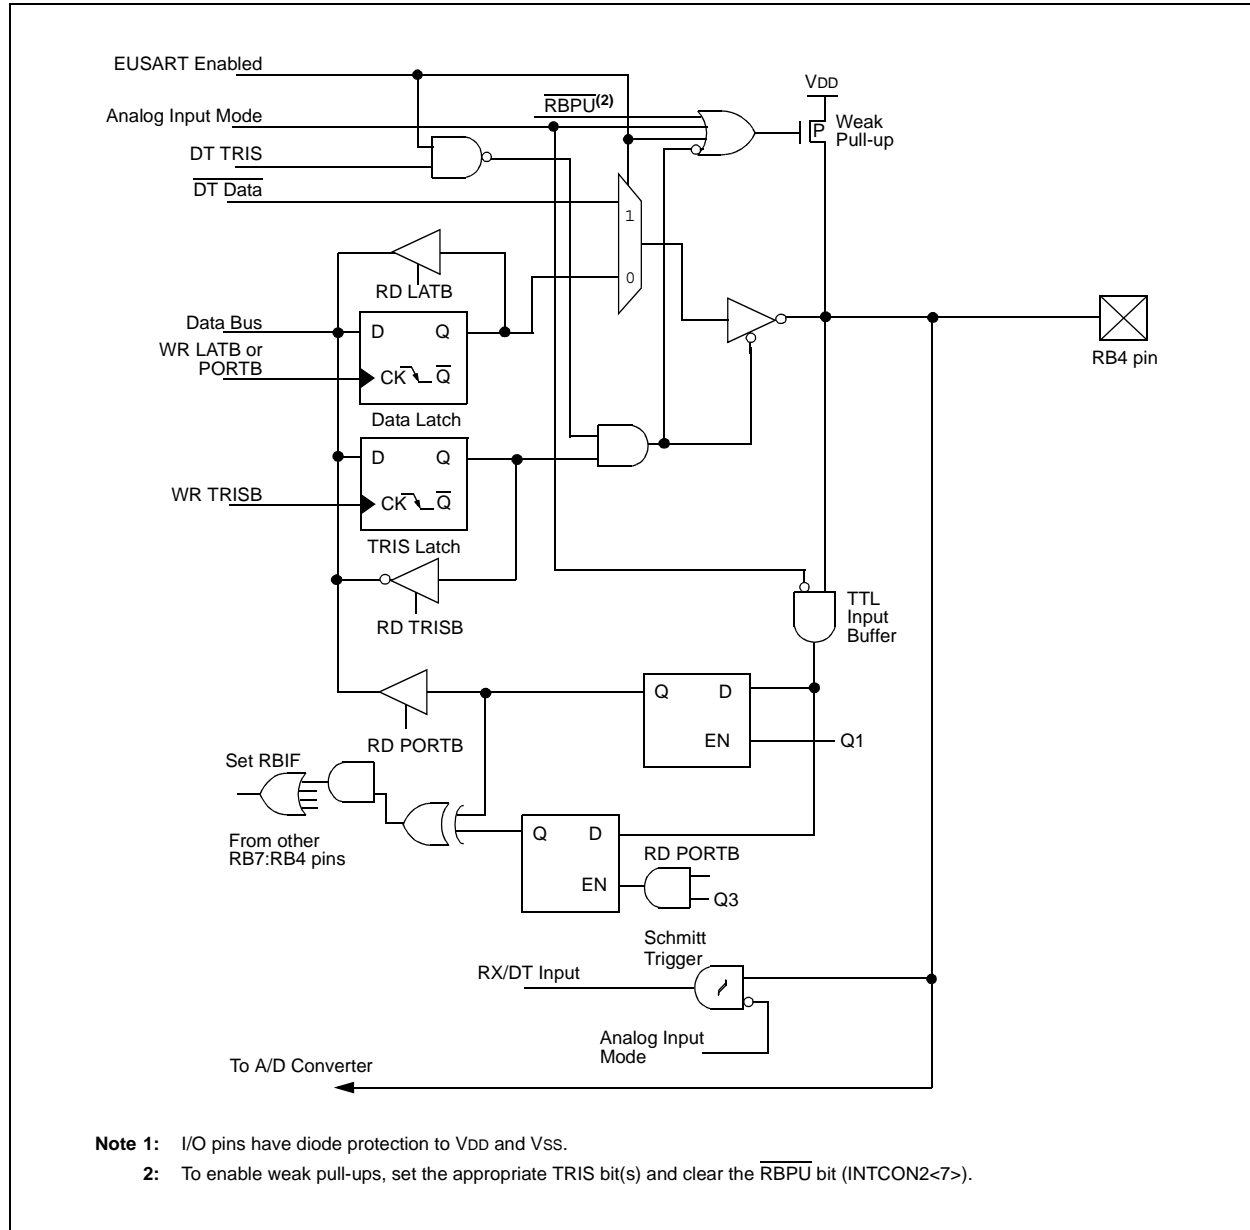 EUSART Enabled
VDD
RBPU(2)
Analog Input Mode
P
Weak
Pull-up
DT TRIS
DT Data
1
0
RD LATB
Data Bus
D Q
WR LATB or
PORTB
CK Q
Data Latch
RB4 pin
D Q
WR TRISB
CK Q
TRIS Latch
RD TRISB
TTL
Input
Buffer
Q D
EN
Q1
RD PORTB
Set RBIF
From other
RB7:RB4 pins
Q D
EN
RD PORTB
Q3
Schmitt
Trigger
RX/DT Input
Analog Input
Mode
To A/D Converter
Note 1: I/O pins have diode protection to VDD and VSS.
2: To enable weak pull-ups, set the appropriate TRIS bit(s) and clear the RBPU bit (INTCON2<7>).